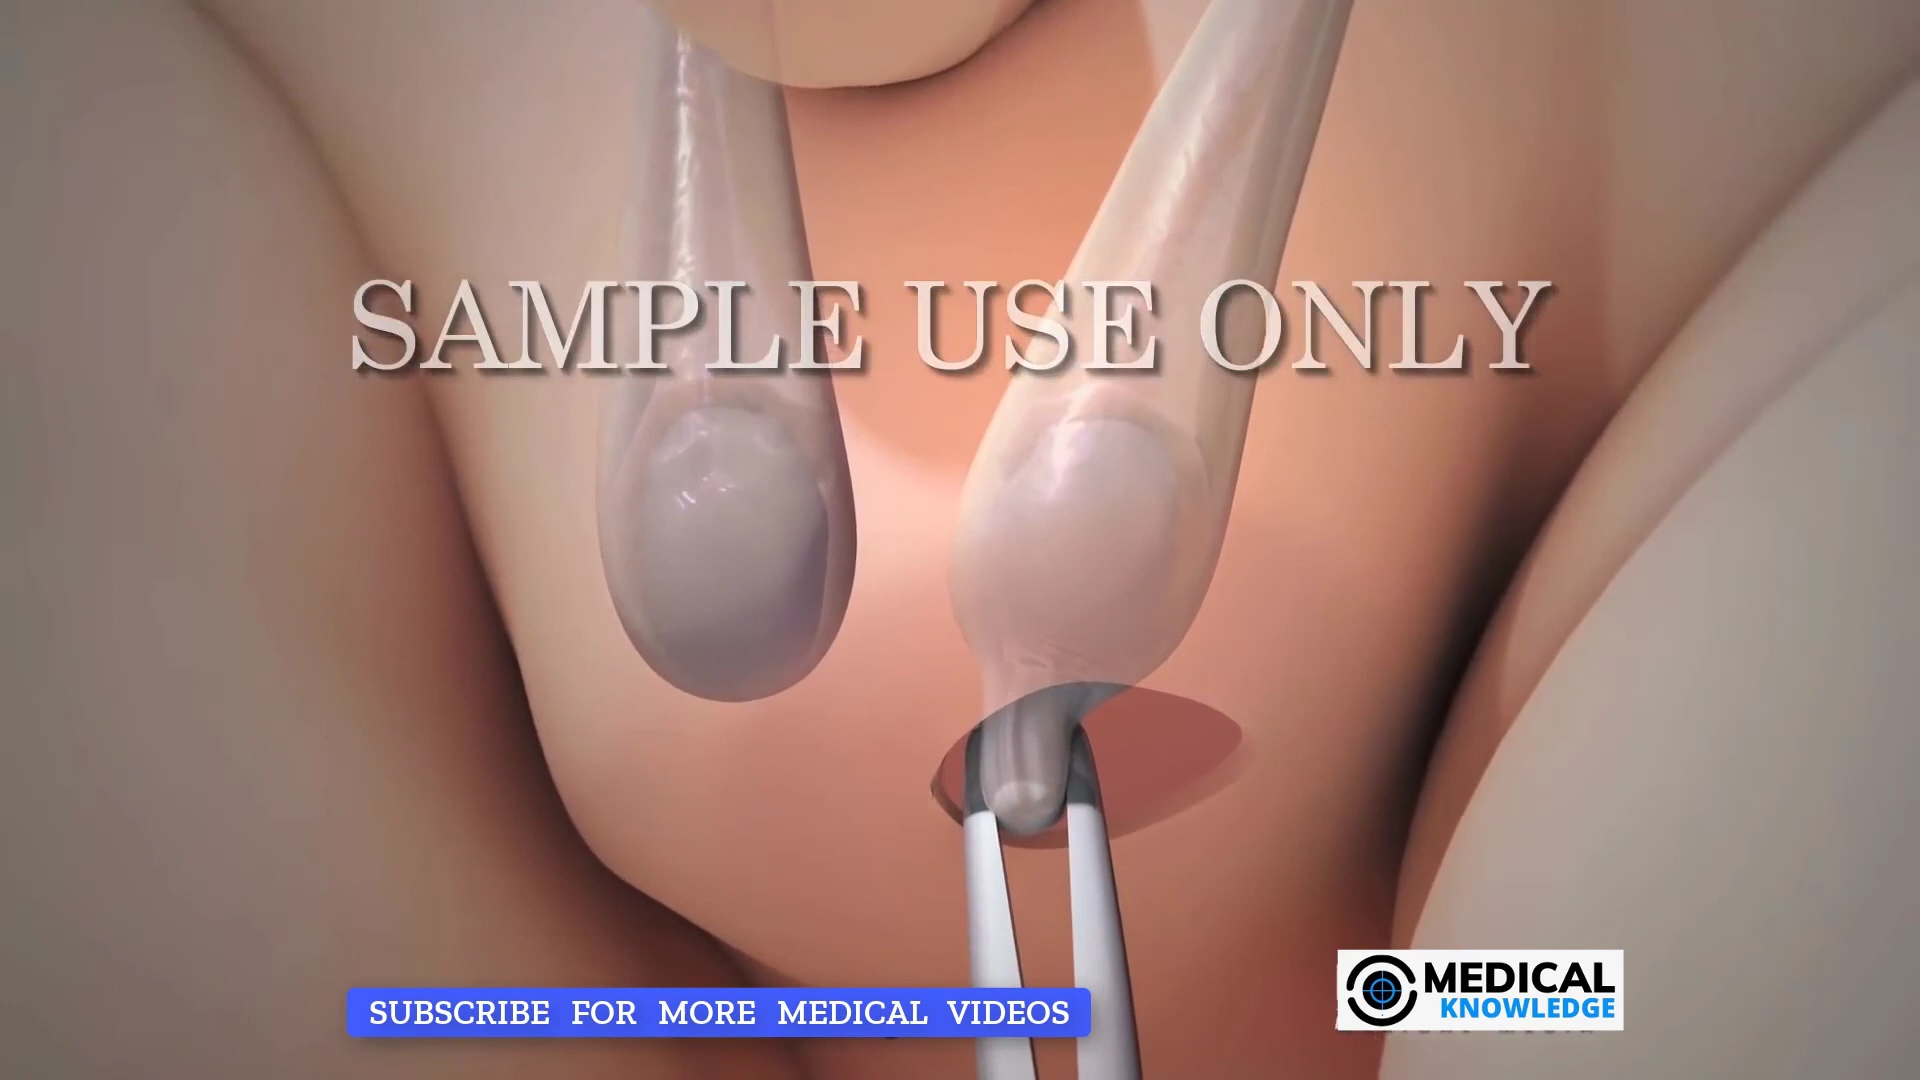 SAMPLE USE ONLY
SUBSCRIBE FOR MORE MEDICAL VIDEOS
MEDICAL
KNOWLEDGE